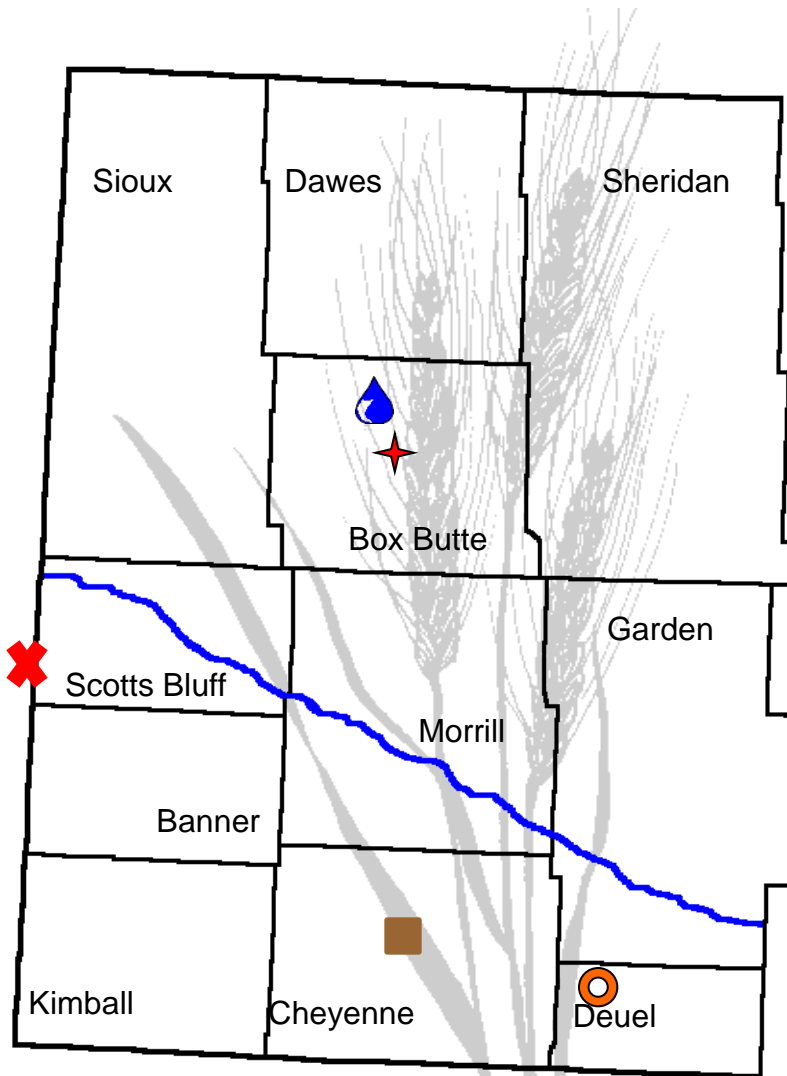 Sioux
Dawes
Sheridan
Box Butte
Garden
Scotts Bluff
Morrill
Banner
Kimball
Cheyenne
Deuel